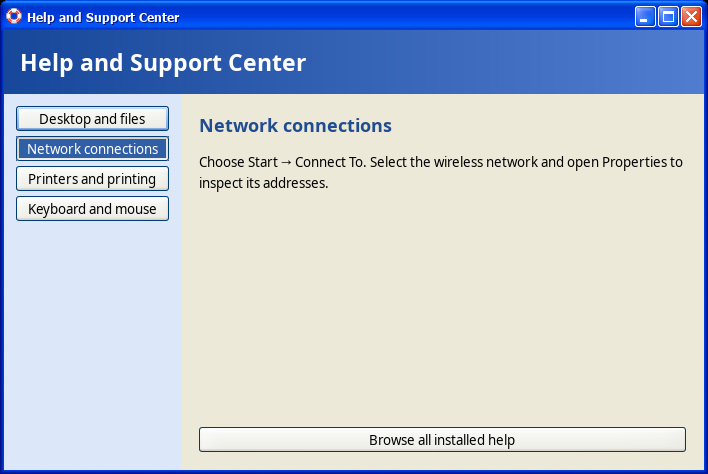 Help and Support Center
Help and Support Center
Desktop and files
Network connections
Printers and printing
Keyboard and mouse
Network connections
Choose Start → Connect To. Select the wireless network and open Properties to
inspect its addresses.
Browse all installed help